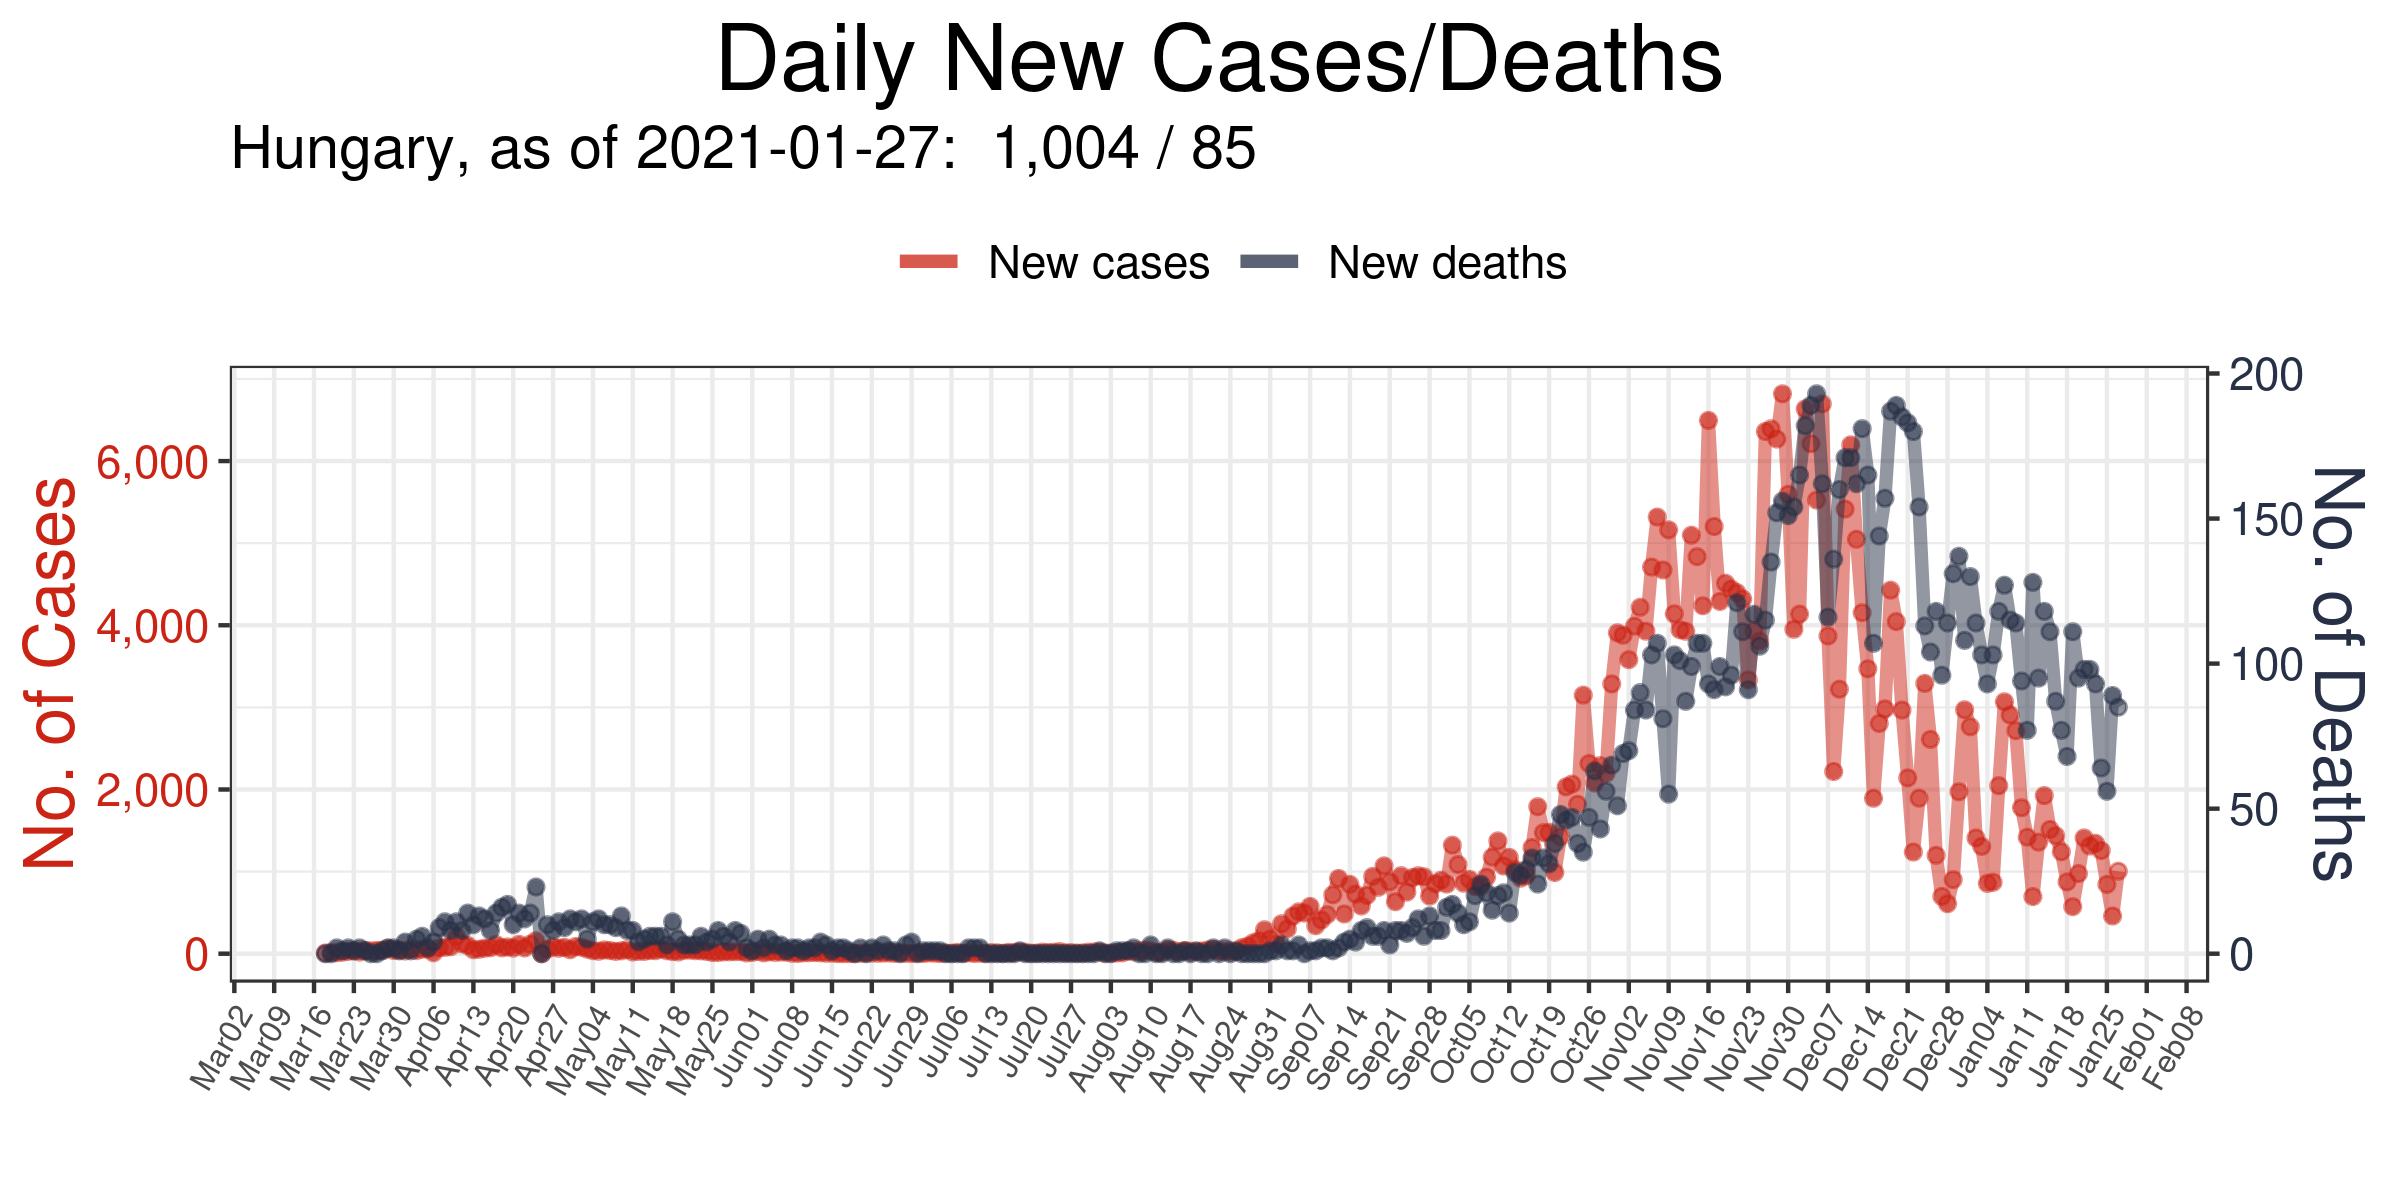 Daily New Cases/Deaths
Hungary, as of 2021-01-27:  1,004 / 85
New cases
New deaths
No. of Cases
6,000
4,000
2,000
0
200
150
100
50
0
No. of Deaths
Mar02
Mar09
Mar16
Mar23
Mar30
Apr06
Apr13
Apr20
Apr27
May04
May11
May18
May25
Jun01
Jun08
Jun15
Jun22
Jun29
Jul06
Jul13
Jul20
Jul27
Aug03
Aug10
Aug17
Aug24
Aug31
Sep07
Sep14
Sep21
Sep28
Oct05
Oct12
Oct19
Oct26
Nov02
Nov09
Nov16
Nov23
Nov30
Dec07
Dec14
Dec21
Dec28
Jan04
Jan11
Jan18
Jan25
Feb01
Feb08